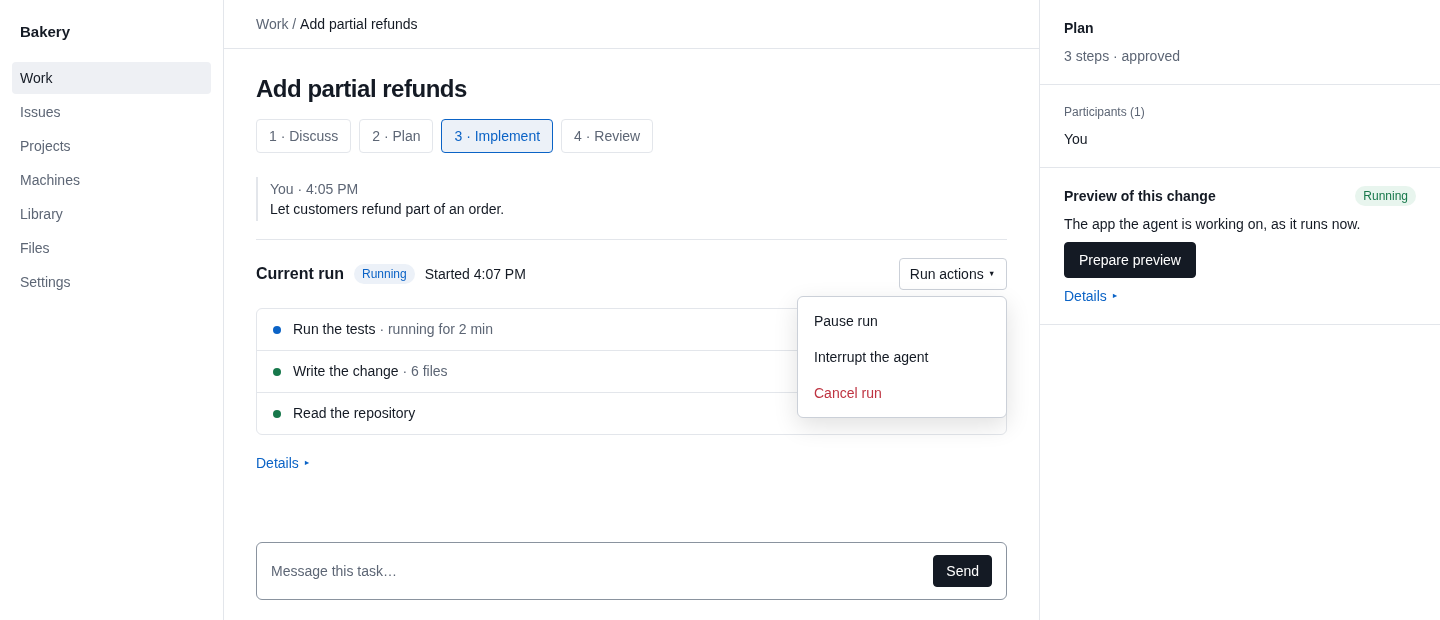 Bakery
Work
Issues
Projects
Machines
Library
Files
Settings
Work / Add partial refunds
Add partial refunds
1 · Discuss
2 · Plan
3 · Implement
4 · Review
You · 4:05 PM
Let customers refund part of an order.
Current run Running Started 4:07 PM
Run actions ▾
Pause run
Interrupt the agent
Cancel run
Run the tests · running for 2 min
Write the change · 6 files
Read the repository
Details ▸
Message this task…
Send
Plan
3 steps · approved
Participants (1)
You
Preview of this change Running
The app the agent is working on, as it runs now.
Prepare preview
Details ▸